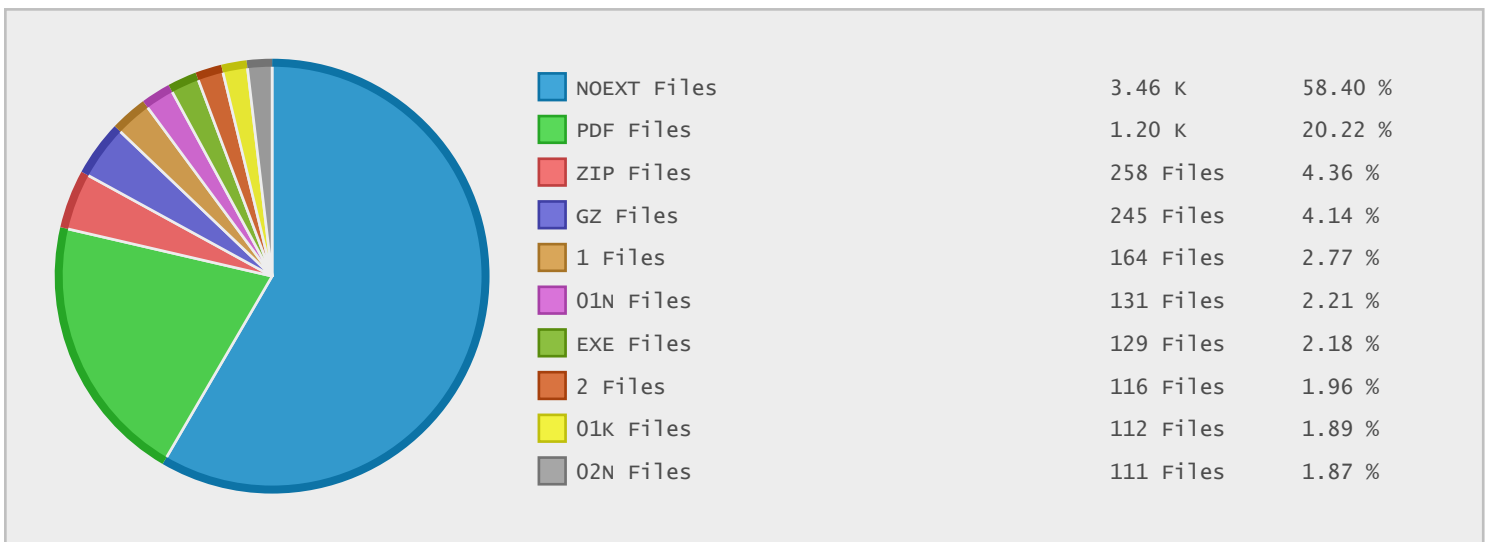 NOEXT Files 3.46 K 58.40 %
PDF Files 1.20 K 20.22 %
ZIP Files 258 Files 4.36 %
GZ Files 245 Files 4.14 %
1 Files 164 Files 2.77 %
01N Files 131 Files 2.21 %
EXE Files 129 Files 2.18 %
2 Files 116 Files 1.96 %
01K Files 112 Files 1.89 %
02N Files 111 Files 1.87 %